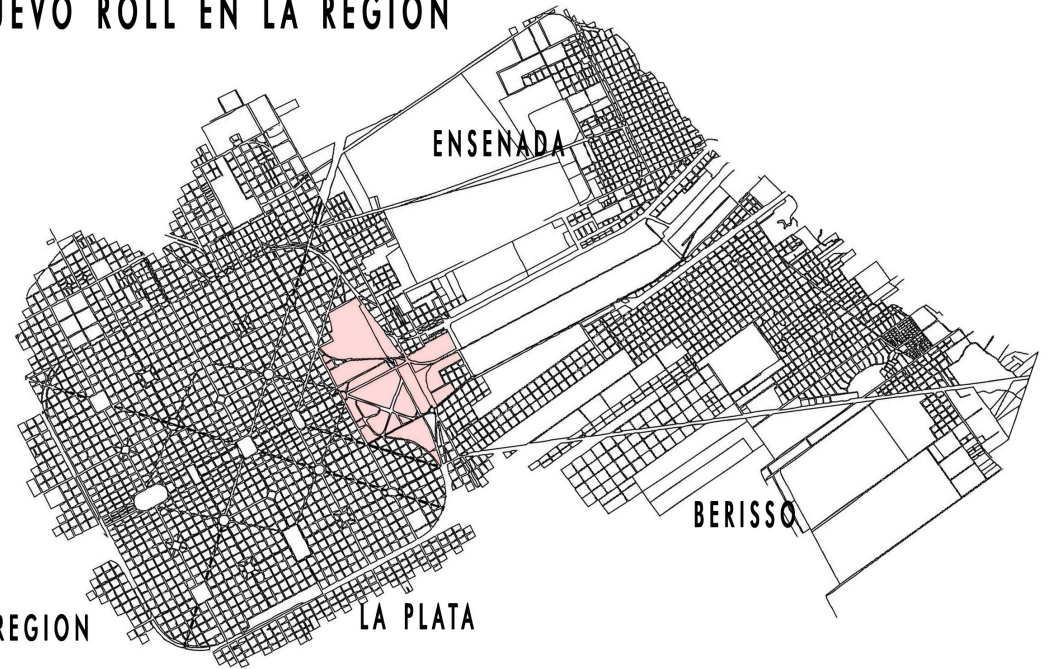 UEVO ROLL EN LA REGION
ENSENADA
BERISSO
LA PLATA
REGION